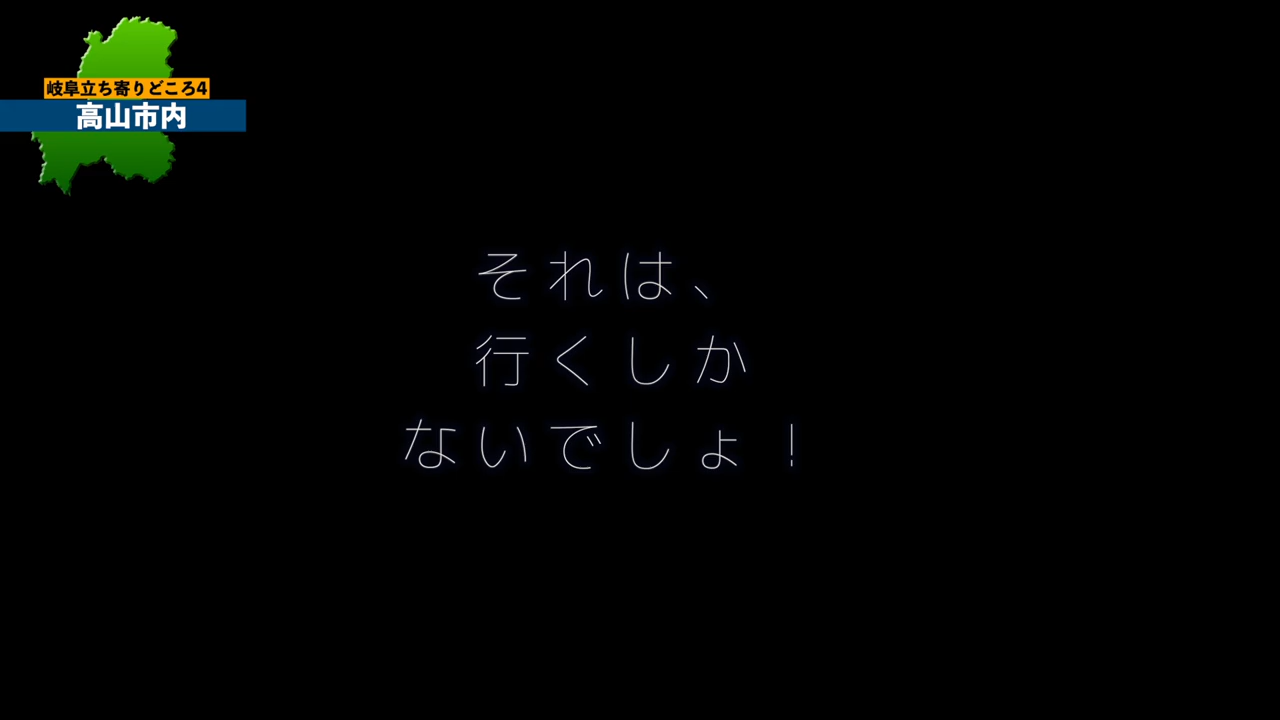 岐阜立ち寄りどころ4
高山市内
それは、
行くしか
ないでしょ！